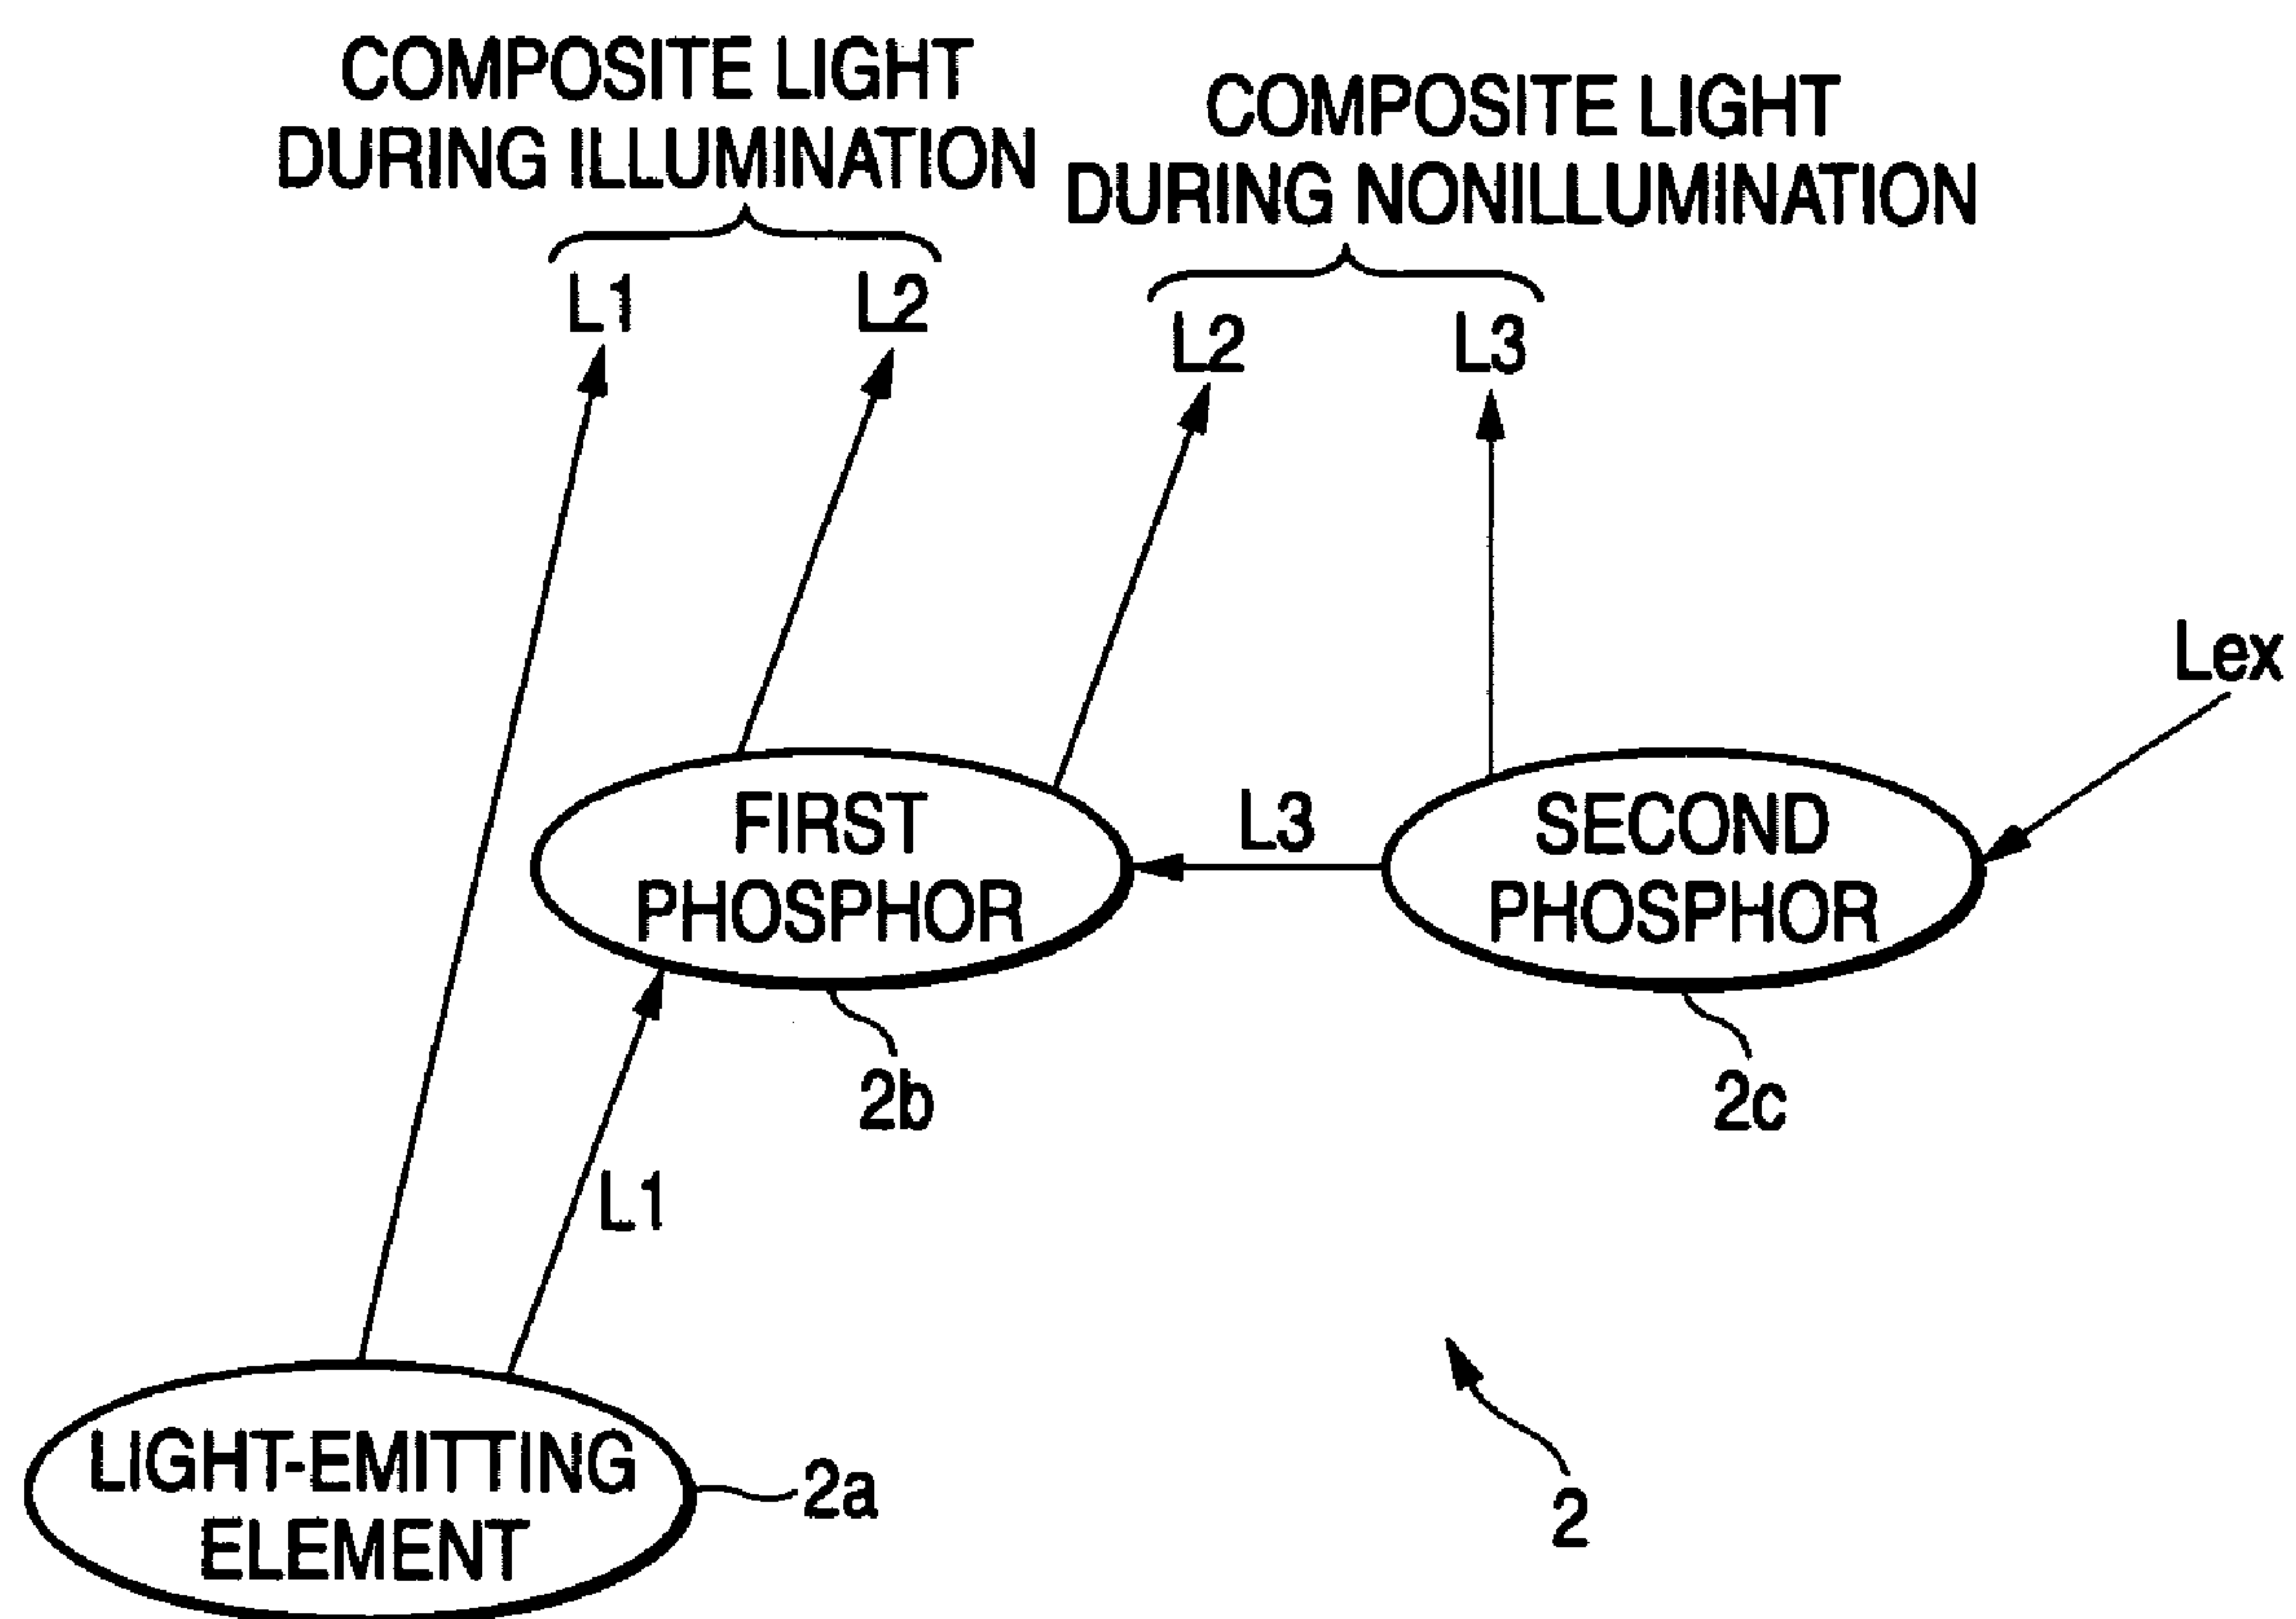 COMPOSITE LIGHT
DURING ILLUMINATION
COMPOSITE LIGHT
DURING NONILLUMINATION
L1
L2
L2
L3
Lex
FIRST
PHOSPHOR
L3
SECOND
PHOSPHOR
2b
2c
L1
LIGHT-EMITTING
ELEMENT
2a
2